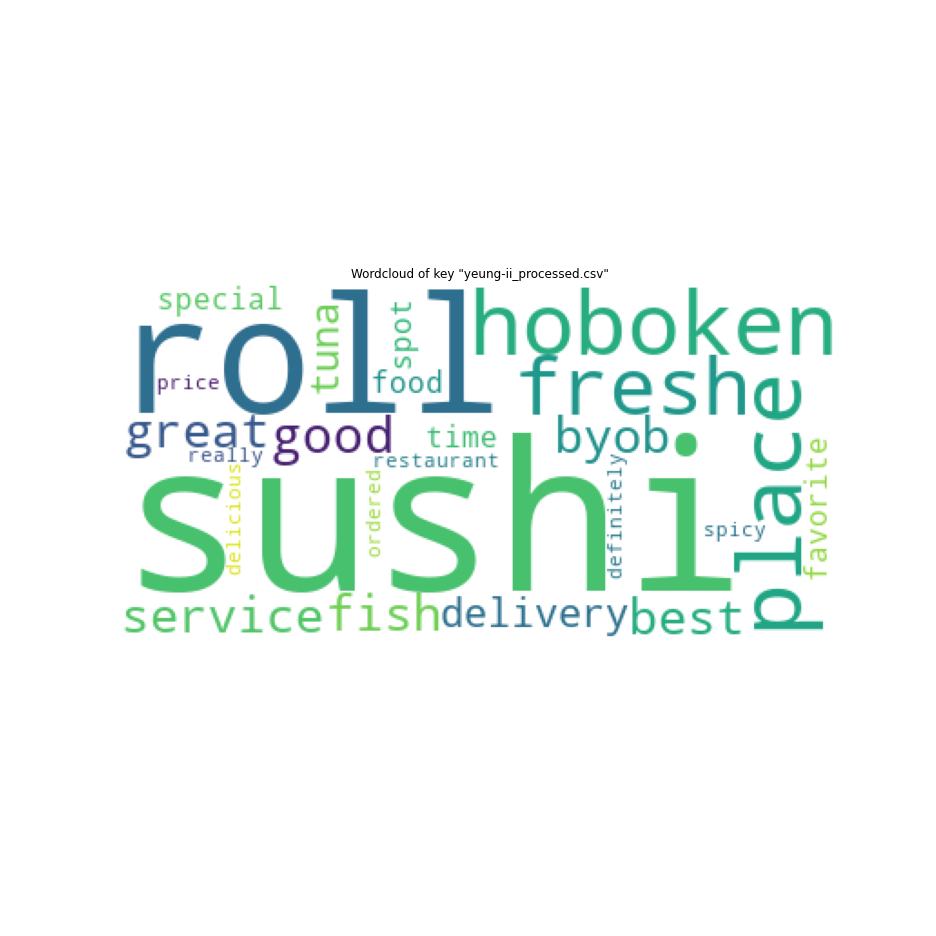 Wordcloud of key "yeung-ii_processed.csv"
special
roll
tuna
spot
hoboken
price
food
fresh
place
great
good
time
byob
really
restaurant
favorite
sushi
delicious
ordered
definitely
spicy
service
fish
delivery
best